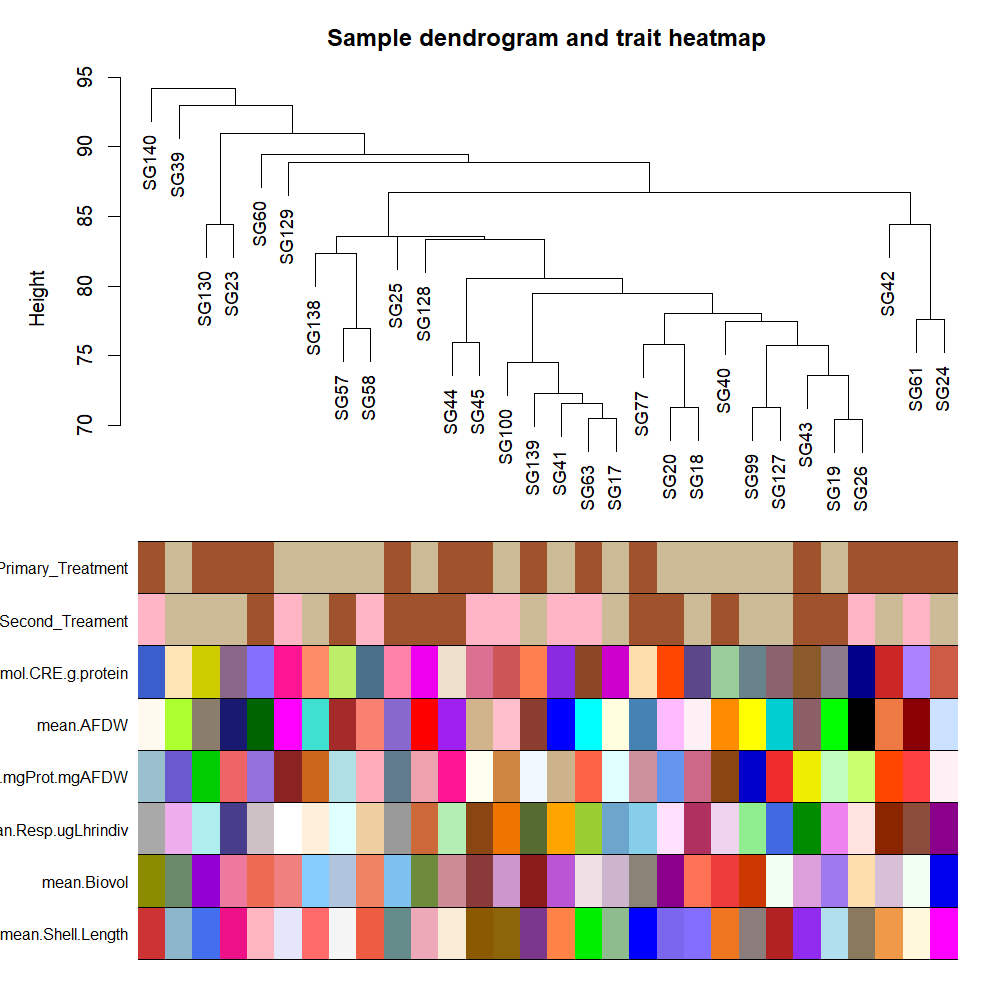 Sample dendrogram and trait heatmap
Height
95
90
85
80
75
70
SG140
SG39
SG130
SG23
SG60
SG129
SG138
SG57
SG58
SG25
SG128
SG44
SG45
SG100
SG139
SG41
SG63
SG17
SG77
SG20
SG18
SG40
SG99
SG127
SG43
SG19
SG26
SG42
SG61
SG24
Primary_Treatment
Second_Treament
mol.CRE.g.protein
mean.AFDW
.mgProt.mgAFDW
an.Resp.ugLhrindiv
mean.Biovol
mean.Shell.Length